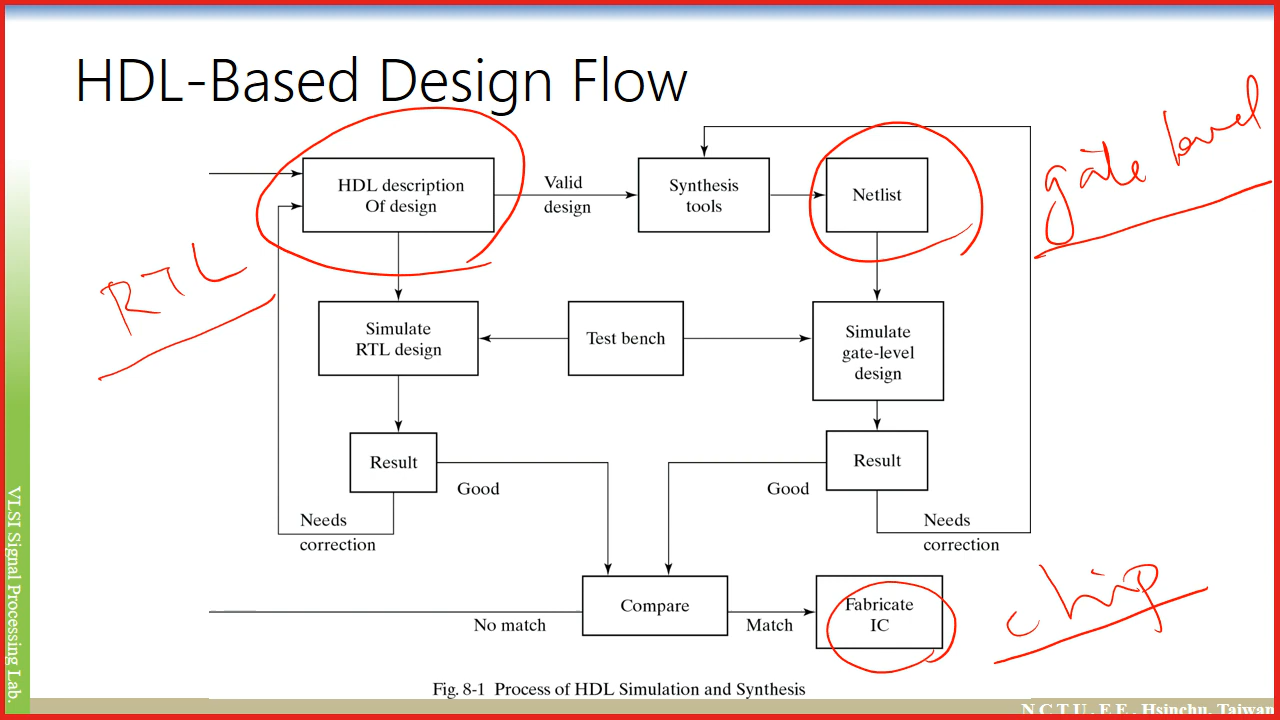 HDL-Based Design Flow
gate level
HDL description
Of design
Valid
design
Synthesis
tools
Netlist
RTL
Simulate
RTL design
Test bench
Simulate
gate-level
design
Result
Good
Good
Result
Needs
correction
Needs
correction
Compare
No match
Match
Fabricate
IC
chip
Fig. 8-1 Process of HDL Simulation and Synthesis
VLSI Signal Processing Lab.
N C T U . E E . Hsinchu, Taiwan